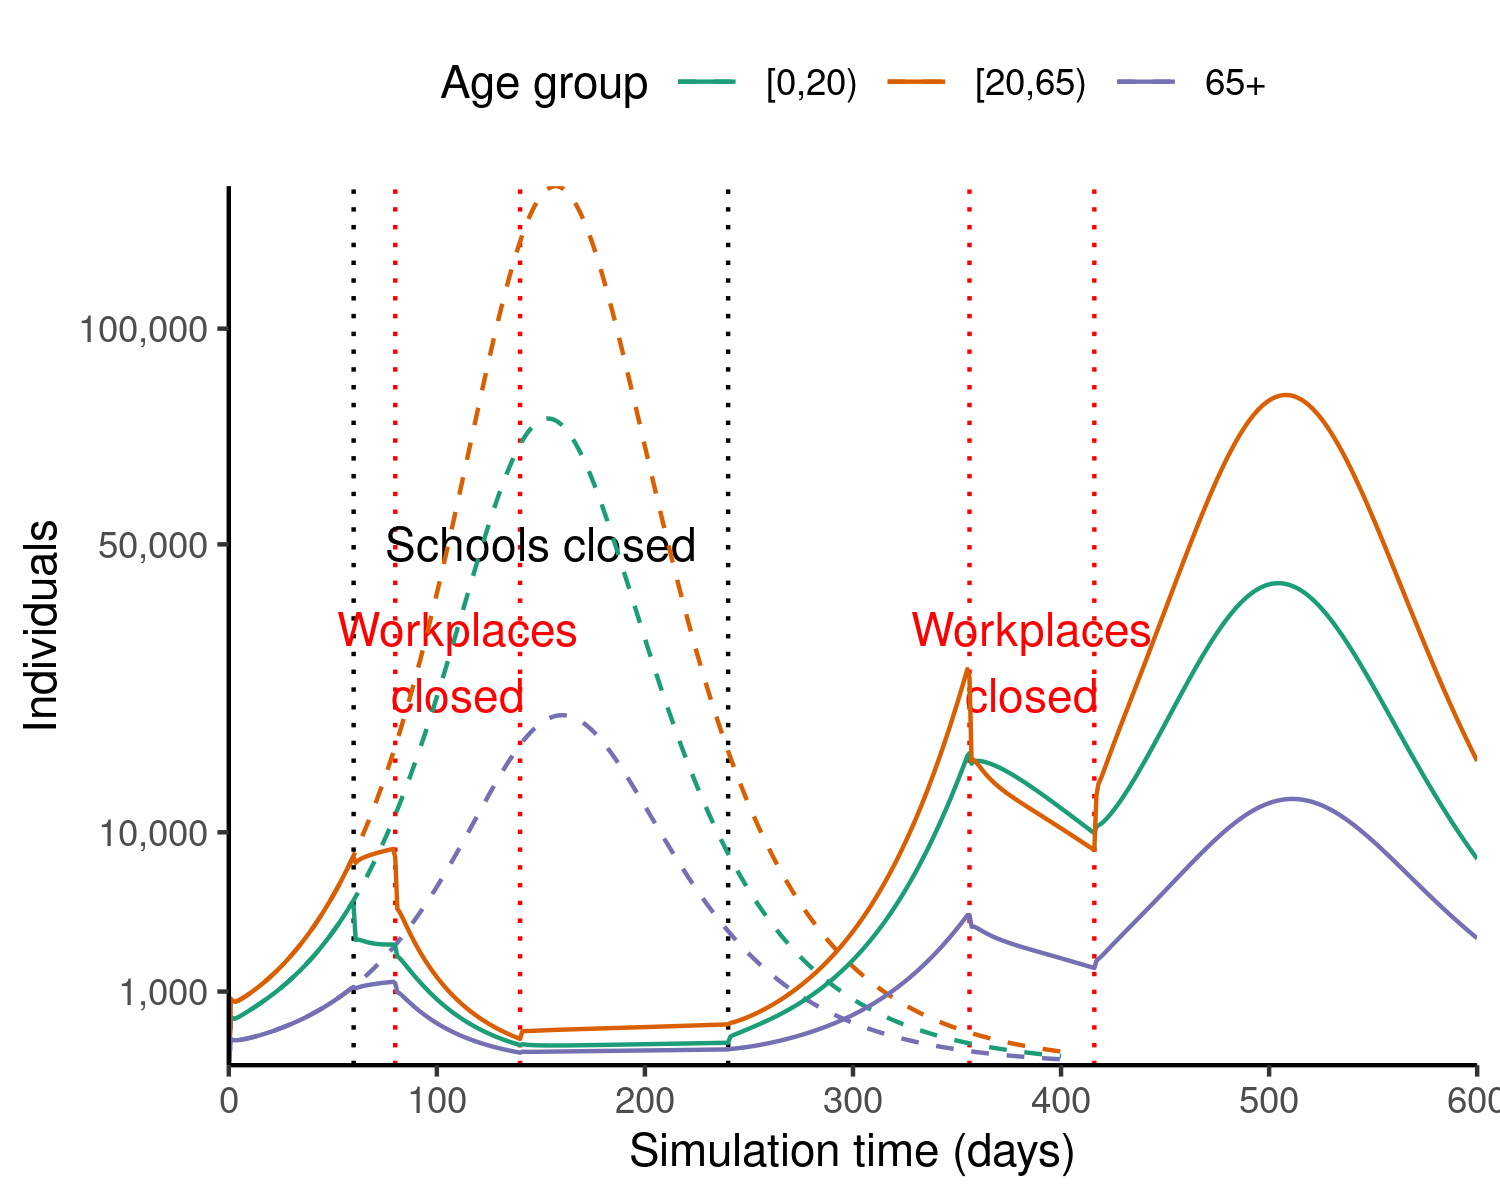 Age group [0,20) [20,65) 65+
100,000
50,000
10,000
1,000
Individuals
Schools closed
Workplaces
closed
Workplaces
closed
0 100 200 300 400 500 600
Simulation time (days)